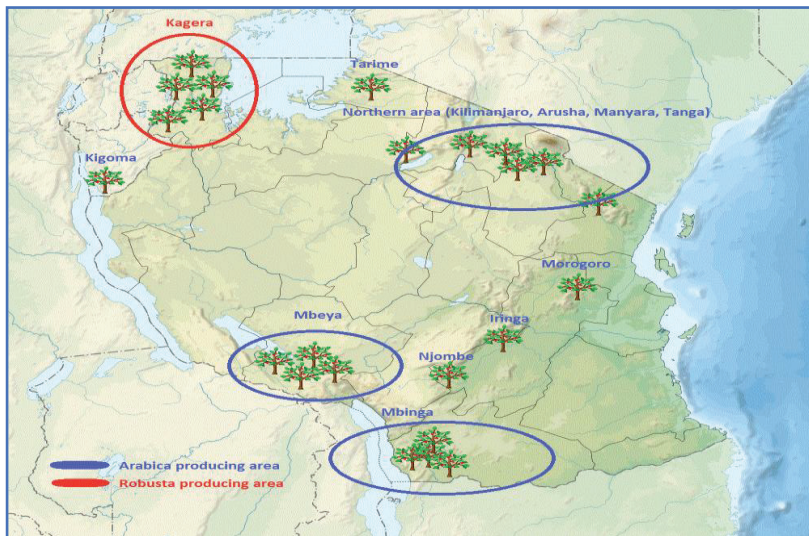 Kagera
Tarime
Northern area (Kilimanjaro, Arusha, Manyara, Tanga)
Kigoma
Morogoro
Mbeya
Iringa
Njombe
Mbinga
Arabica producing area
Robusta producing area